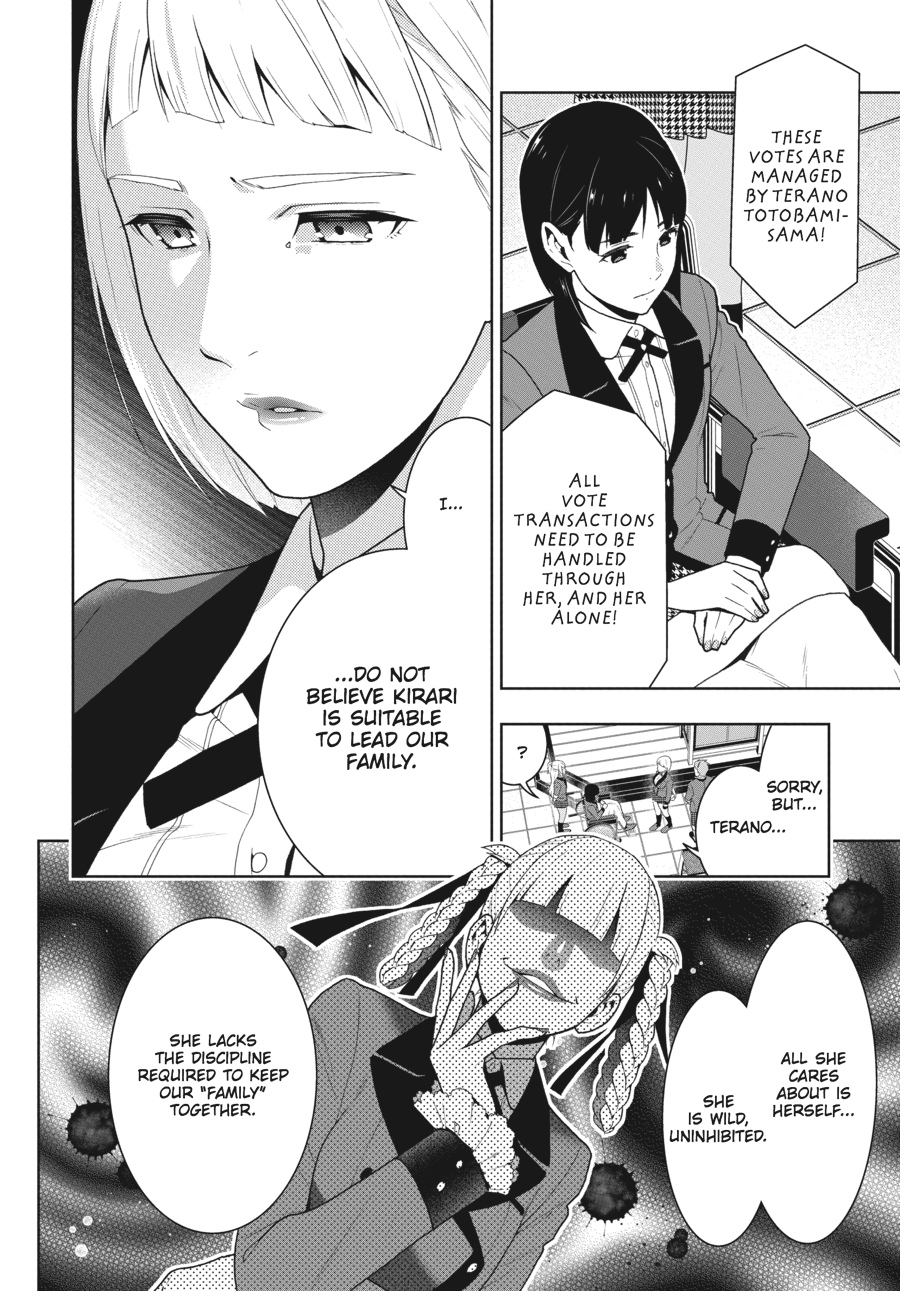 THESE
VOTES ARE
MANAGED
BY TERANO
TOTOBAMI-
SAMA!
ALL
VOTE
TRANSACTIONS
NEED TO BE
HANDLED
THROUGH
HER, AND HER
ALONE!
SORRY,
BUT...
TERANO...
?
I...
...DO NOT
BELIEVE KIRARI
IS SUITABLE
TO LEAD OUR
FAMILY.
ALL SHE
CARES
ABOUT IS
HERSELF...
SHE
IS WILD,
UNINHIBITED.
SHE LACKS
THE DISCIPLINE
REQUIRED TO KEEP
OUR "FAMILY"
TOGETHER.